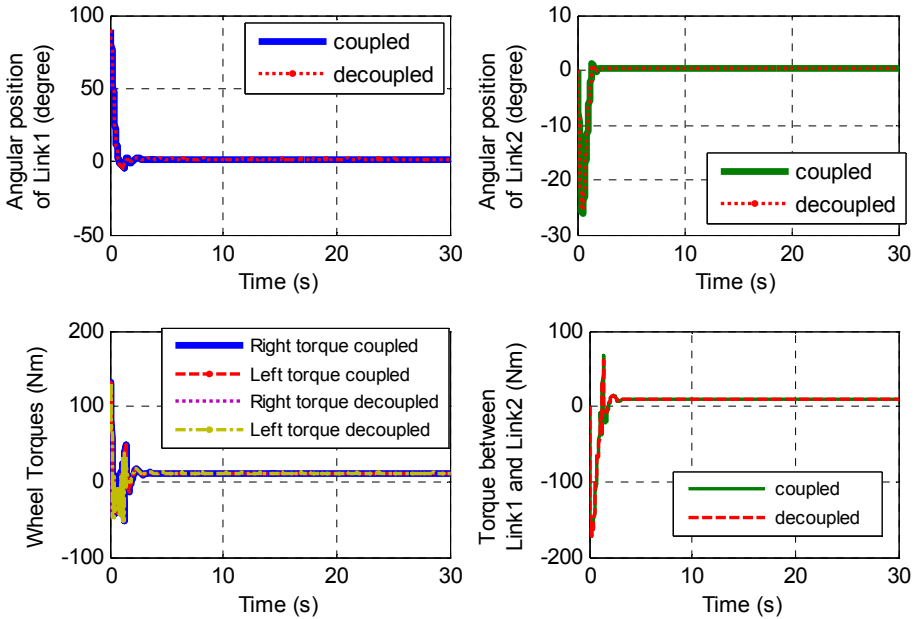 Angular position
of Link1 (degree)
100
50
0
-50
0
10
20
30
Time (s)
coupled
decoupled
Angular position
of Link2 (degree)
10
0
-10
-20
-30
0
10
20
30
Time (s)
coupled
decoupled
Wheel Torques (Nm)
200
100
0
-100
0
10
20
30
Time (s)
Right torque coupled
Left torque coupled
Right torque decoupled
Left torque decoupled
Torque between
Link1 and Link2 (Nm)
100
0
-100
-200
0
10
20
30
Time (s)
coupled
decoupled